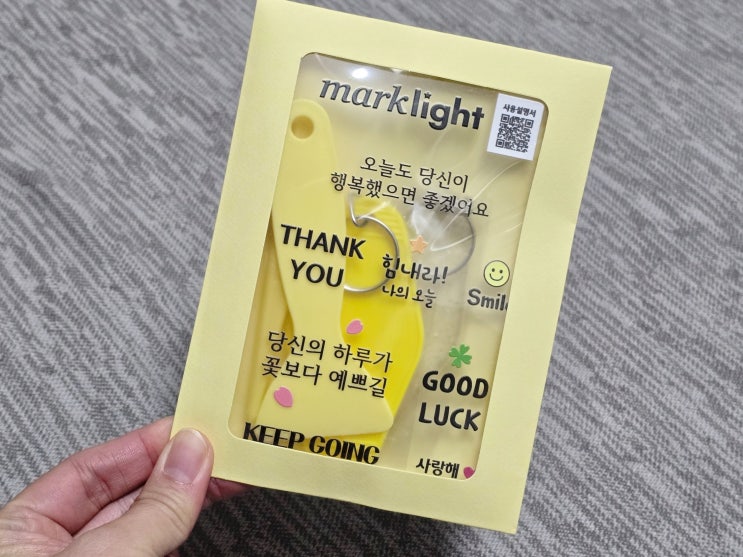 marklight
사용설명서
오늘도 당신이
행복했으면 좋겠어요
THANK
YOU
힘내라!
나의 오늘
Smile
당신의 하루가
꽃보다 예쁘길
GOOD
LUCK
KEEP GOING
사랑해